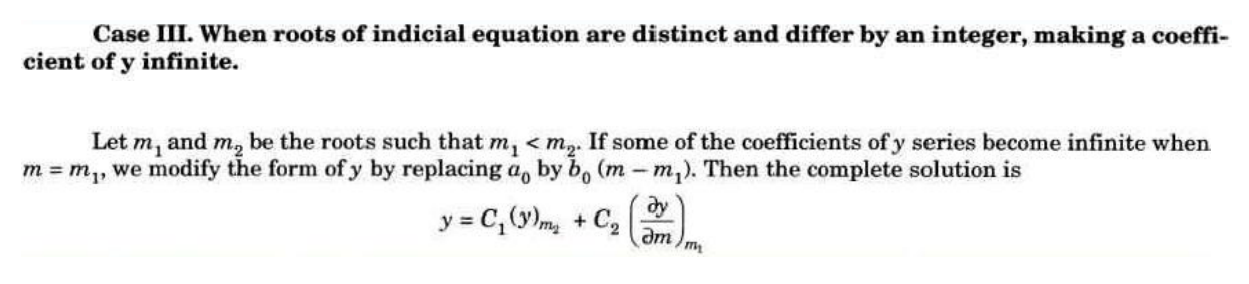 Case III. When roots of indicial equation are distinct and differ by an integer, making a coeffi-
cient of y infinite.
Let m₁ and m₂ be the roots such that m₁ < m₂. If some of the coefficients of y series become infinite when
m = m₁, we modify the form of y by replacing a₀ by b₀ (m – m₁). Then the complete solution is
y = C₁(y)m₂ + C₂ (∂y/∂m)m₁